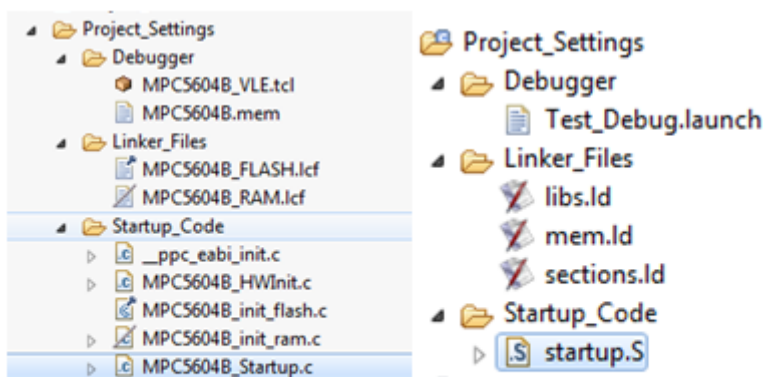 Project_Settings
Debugger
MPC5604B_VLE.tcl
MPC5604B.mem
Linker_Files
MPC5604B_FLASH.lcf
MPC5604B_RAM.lcf
Startup_Code
__ppc_eabi_init.c
MPC5604B_HWInit.c
MPC5604B_init_flash.c
MPC5604B_init_ram.c
MPC5604B_Startup.c
Project_Settings
Debugger
Test_Debug.launch
Linker_Files
libs.ld
mem.ld
sections.ld
Startup_Code
startup.S